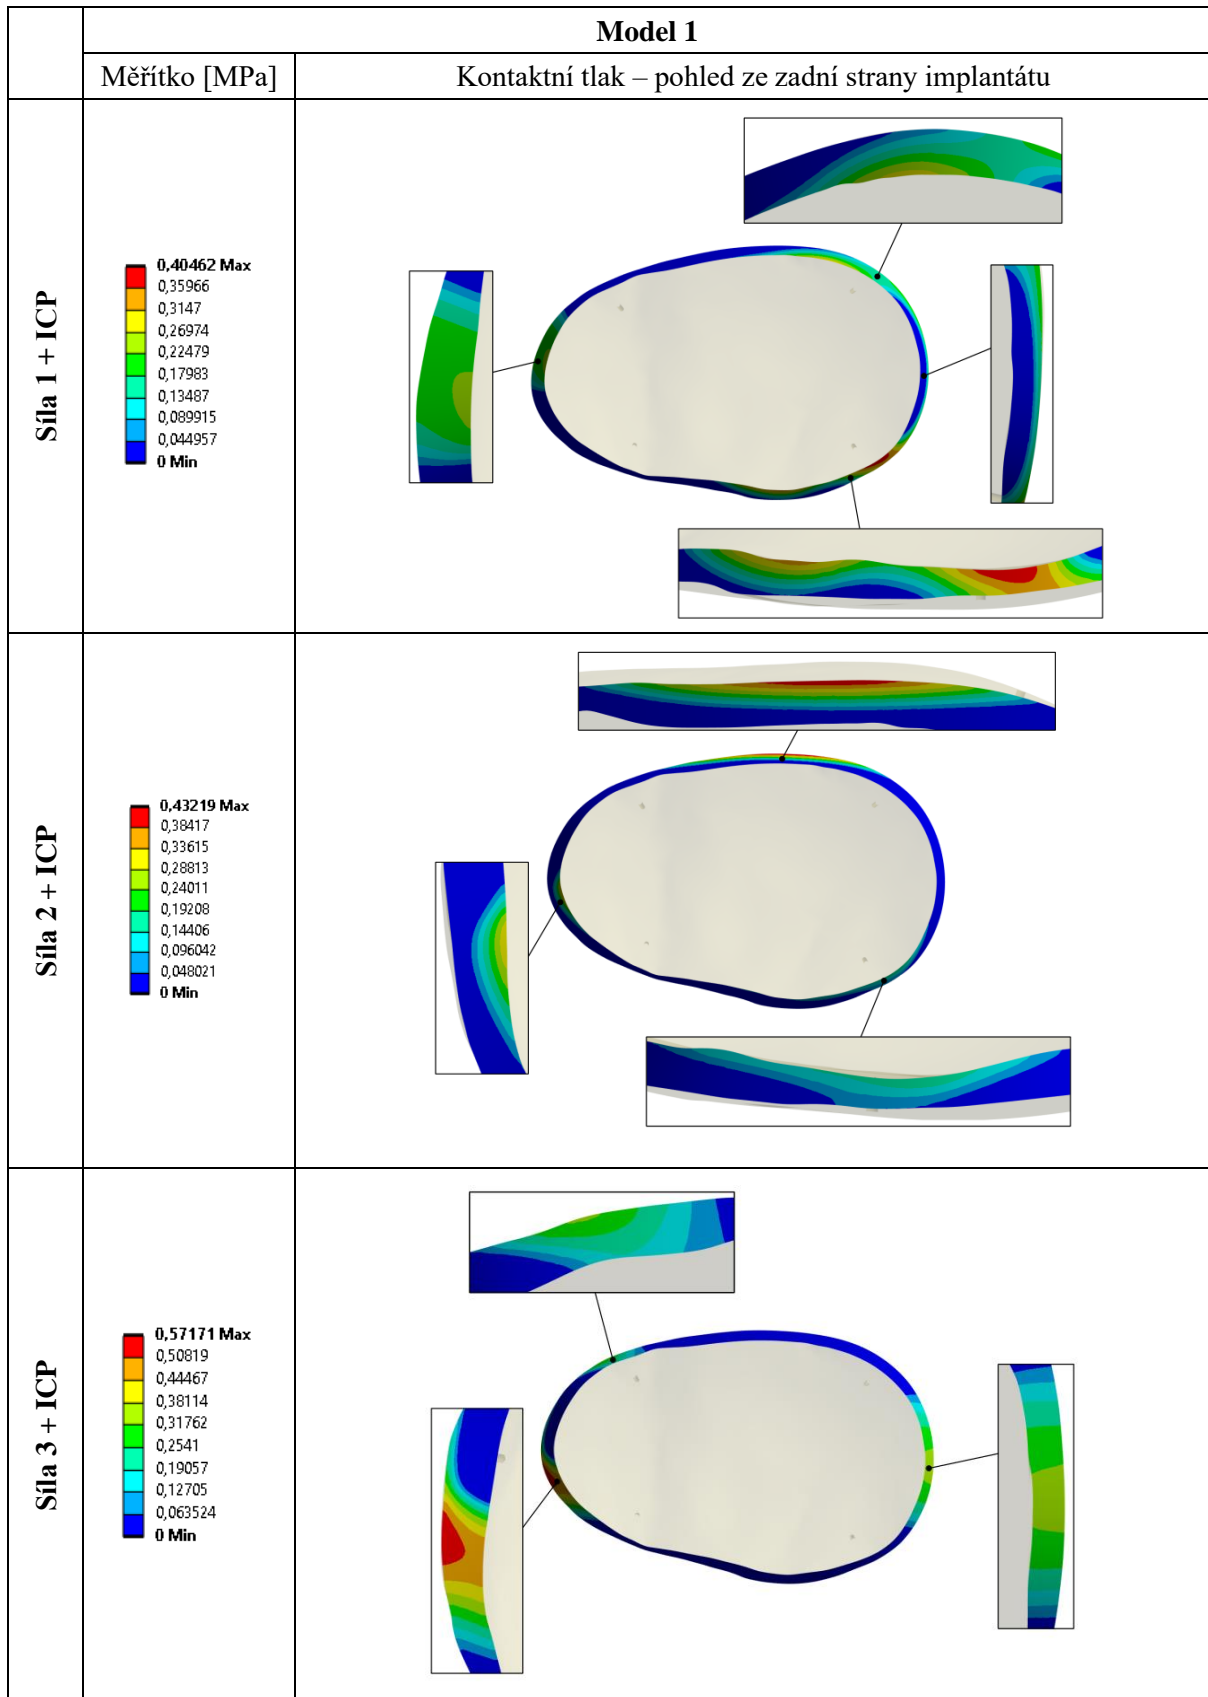 Model 1
Měřítko [MPa]
Kontaktní tlak – pohled ze zadní strany implantátu
Síla 1 + ICP
0,40462 Max
0,35966
0,3147
0,26974
0,22479
0,17983
0,13487
0,089915
0,044957
0 Min
Síla 2 + ICP
0,43219 Max
0,38417
0,33615
0,28813
0,24011
0,19208
0,14406
0,096042
0,048021
0 Min
Síla 3 + ICP
0,57171 Max
0,50819
0,44467
0,38114
0,31762
0,2541
0,19057
0,12705
0,063524
0 Min